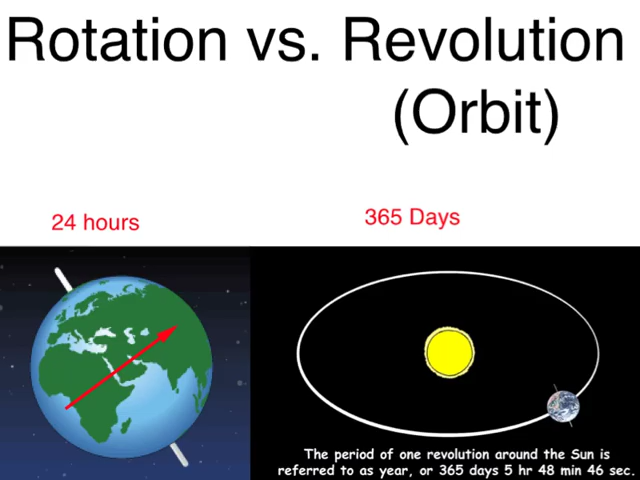 Rotation vs. Revolution
(Orbit)
24 hours
365 Days
The period of one revolution around the Sun is
referred to as year, or 365 days 5 hr 48 min 46 sec.